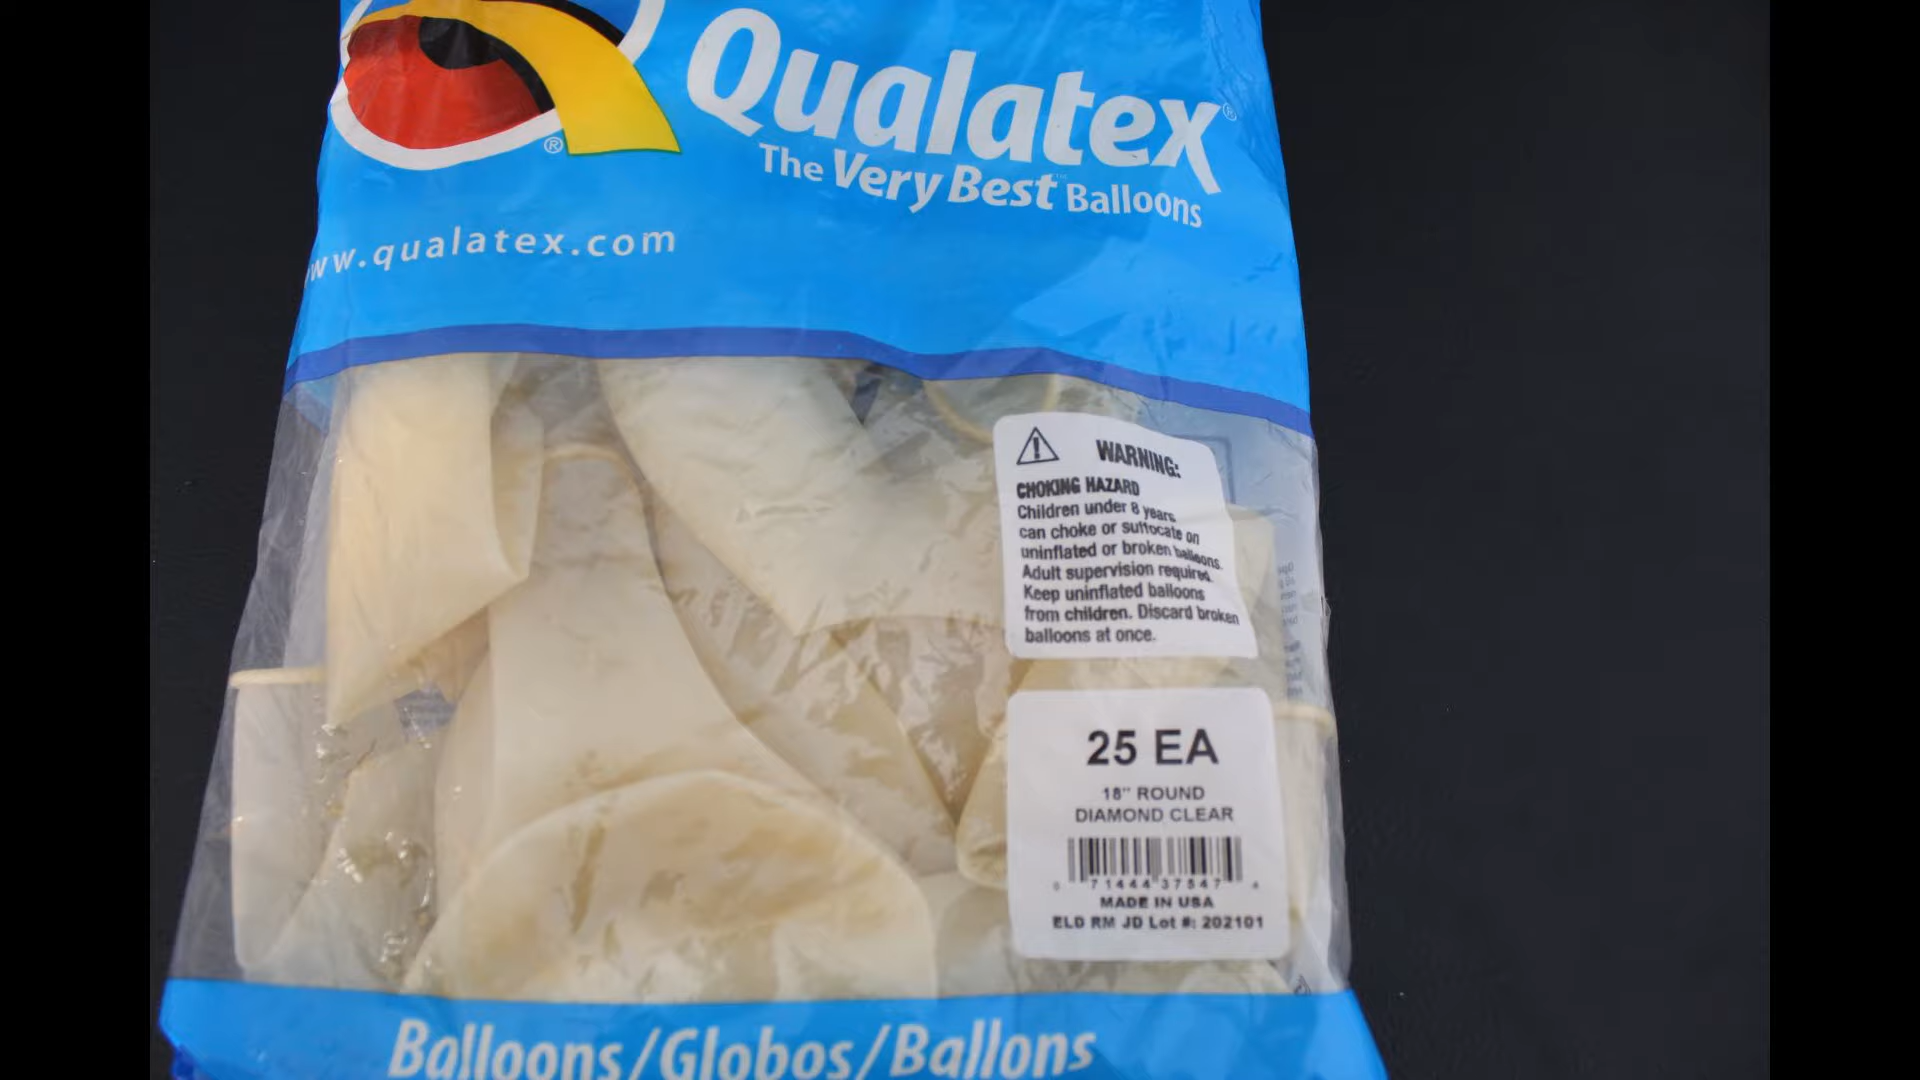 Qualatex®
The Very Best™ Balloons
®
ww.qualatex.com
WARNING:
CHOKING HAZARD
Children under 8 years
can choke or suffocate on
uninflated or broken balloons.
Adult supervision required.
Keep uninflated balloons
from children. Discard broken
balloons at once.
25 EA
18" ROUND
DIAMOND CLEAR
0 71444 37547 4
MADE IN USA
ELD RM JD Lot #: 202101
Balloons/Globos/Ballons